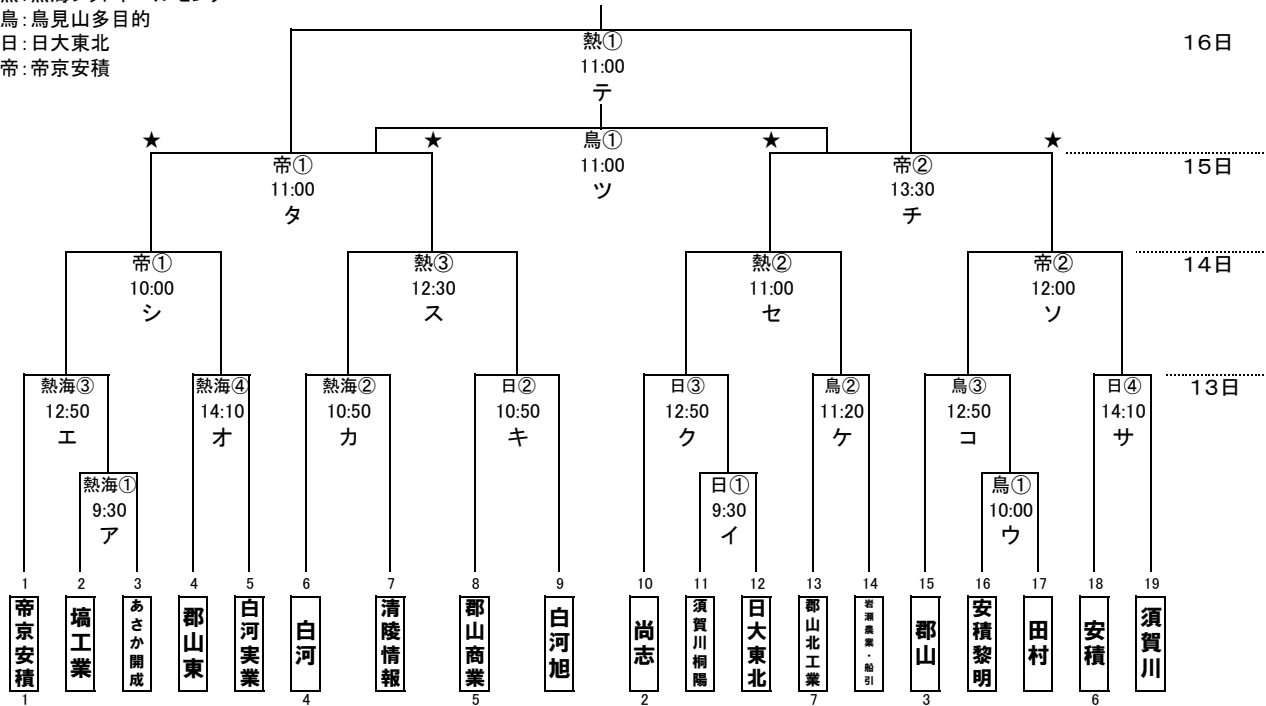 鳥：鳥見山多目的
日：日大東北
帝：帝京安積
熱①
11:00
テ
16日
★ ★ ★ ★
鳥①
11:00
ツ
帝①
11:00
タ
帝②
13:30
チ
15日
帝①
10:00
シ
熱③
12:30
ス
熱②
11:00
セ
帝②
12:00
ソ
14日
熱海③
12:50
エ
熱海④
14:10
オ
熱海②
10:50
カ
日②
10:50
キ
日③
12:50
ク
鳥②
11:20
ケ
鳥③
12:50
コ
日④
14:10
サ
13日
熱海①
9:30
ア
日①
9:30
イ
鳥①
10:00
ウ
1 2 3 4 5 6 7 8 9 10 11 12 13 14 15 16 17 18 19
帝京安積
塙工業
あさか開成
郡山東
白河実業
白河
清陵情報
郡山商業
白河旭
尚志
須賀川桐陽
日大東北
郡山北工業
岩瀬農業・船引
郡山
安積黎明
田村
安積
須賀川
1 4 5 2 7 3 6